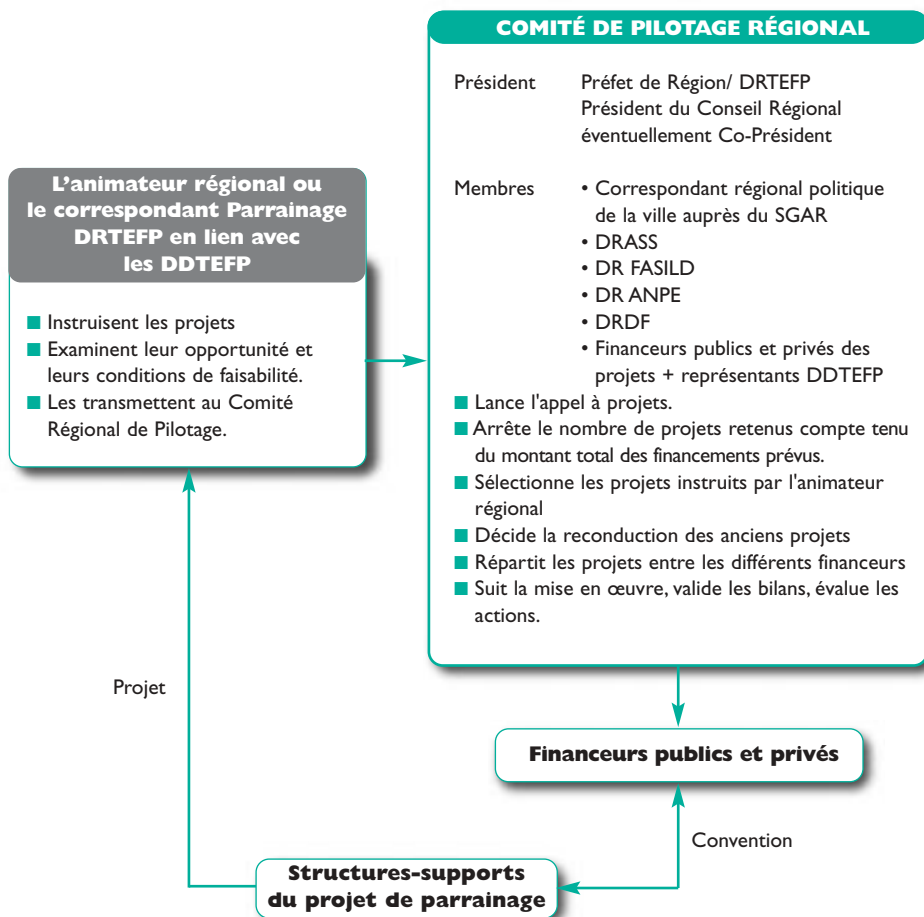 COMITÉ DE PILOTAGE RÉGIONAL
Président Préfet de Région/ DRTEFP
Président du Conseil Régional
éventuellement Co-Président
Membres • Correspondant régional politique
de la ville auprès du SGAR
• DRASS
• DR FASILD
• DR ANPE
• DRDF
• Financeurs publics et privés des
projets + représentants DDTEFP
■ Lance l'appel à projets.
■ Arrête le nombre de projets retenus compte tenu
du montant total des financements prévus.
■ Sélectionne les projets instruits par l'animateur
régional
■ Décide la reconduction des anciens projets
■ Répartit les projets entre les différents financeurs
■ Suit la mise en œuvre, valide les bilans, évalue les
actions.
L'animateur régional ou
le correspondant Parrainage
DRTEFP en lien avec
les DDTEFP
■ Instruisent les projets
■ Examinent leur opportunité et
leurs conditions de faisabilité.
■ Les transmettent au Comité
Régional de Pilotage.
Projet
Financeurs publics et privés
Convention
Structures-supports
du projet de parrainage